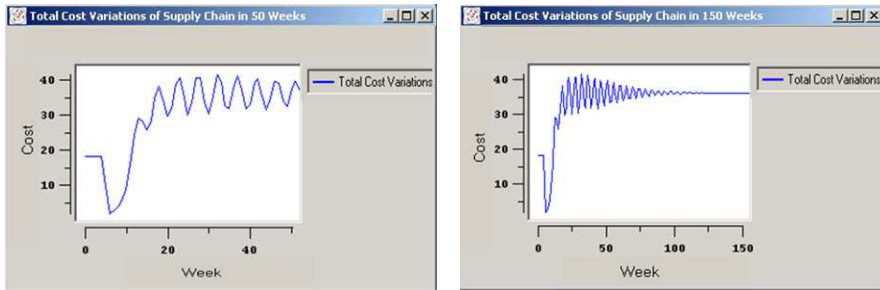 Total Cost Variations of Supply Chain in 50 Weeks
Total Cost Variations
40
30
20
10
Cost
0
20
40
Week
Total Cost Variations of Supply Chain in 150 Weeks
Total Cost Variations
40
30
20
10
Cost
0
50
100
150
Week